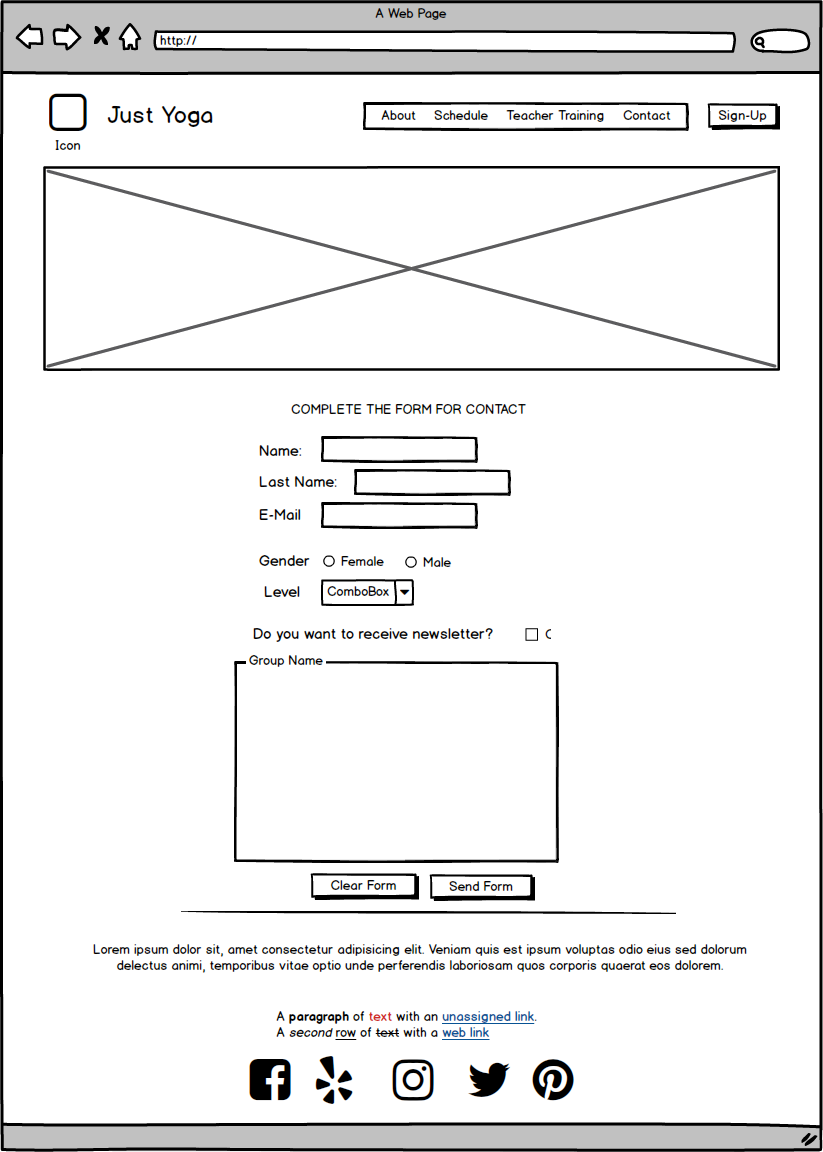 A Web Page
http://
Just Yoga
About Schedule Teacher Training Contact
Sign-Up
Icon
COMPLETE THE FORM FOR CONTACT
Name:
Last Name:
E-Mail
Gender Female Male
Level ComboBox
Do you want to receive newsletter?
Group Name
Clear Form Send Form
Lorem ipsum dolor sit, amet consectetur adipisicing elit. Veniam quis est ipsum voluptas odio eius sed dolorum
delectus animi, temporibus vitae optio unde perferendis laboriosam quos corporis quaerat eos dolorem.
A paragraph of text with an unassigned link.
A second row of text with a web link